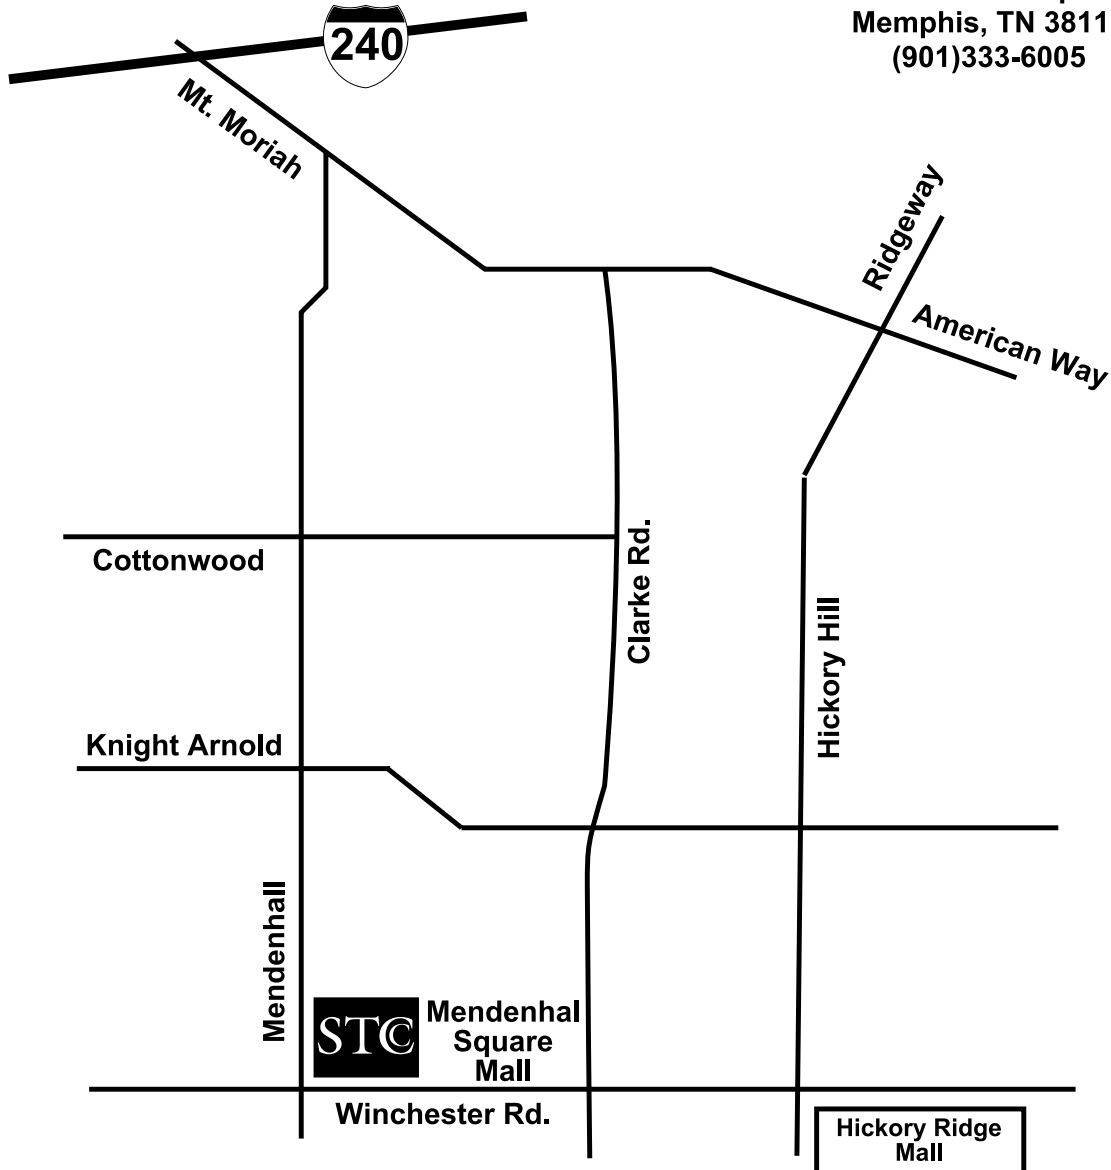 Memphis, TN 3811
(901)333-6005
240
Mt. Moriah
Ridgeway
American Way
Cottonwood
Clarke Rd.
Hickory Hill
Knight Arnold
Mendenhall
STCC
Mendenhal
Square
Mall
Winchester Rd.
Hickory Ridge
Mall